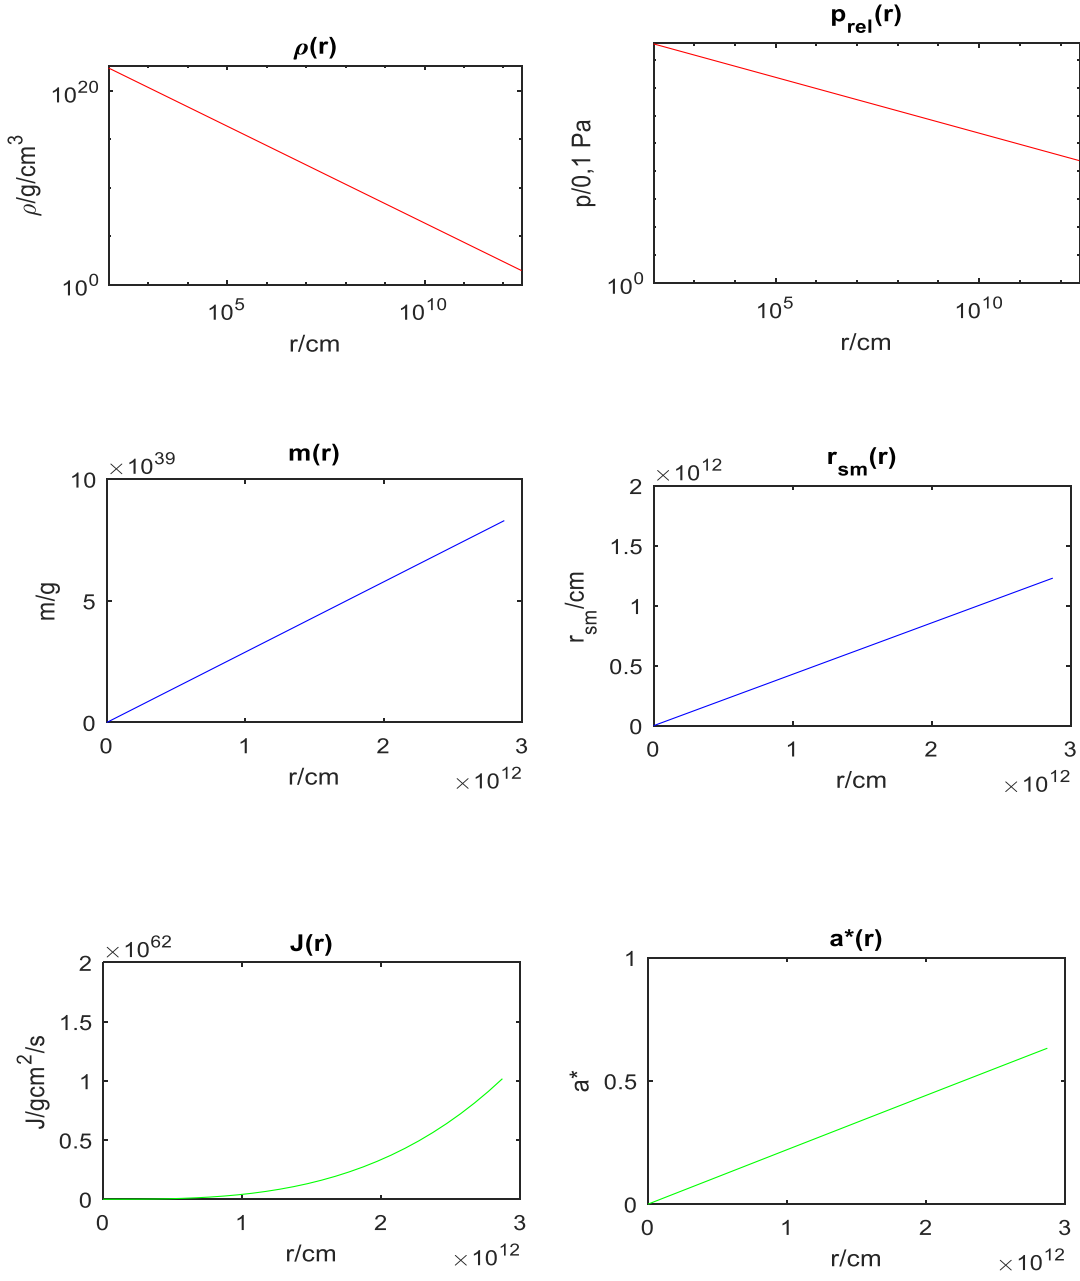 ρ(r)
10^20
10^0
ρ/g/cm^3
10^5
10^10
r/cm
p_rel(r)
p/0,1 Pa
10^0
10^5
10^10
r/cm
m(r)
×10^39
10
5
0
m/g
0
1
2
3
r/cm
×10^12
r_sm(r)
×10^12
2
1.5
1
0.5
0
r_sm/cm
0
1
2
3
r/cm
×10^12
J(r)
×10^62
2
1.5
1
0.5
0
J/gcm^2/s
0
1
2
3
r/cm
×10^12
a*(r)
1
0.5
0
a*
0
1
2
3
r/cm
×10^12